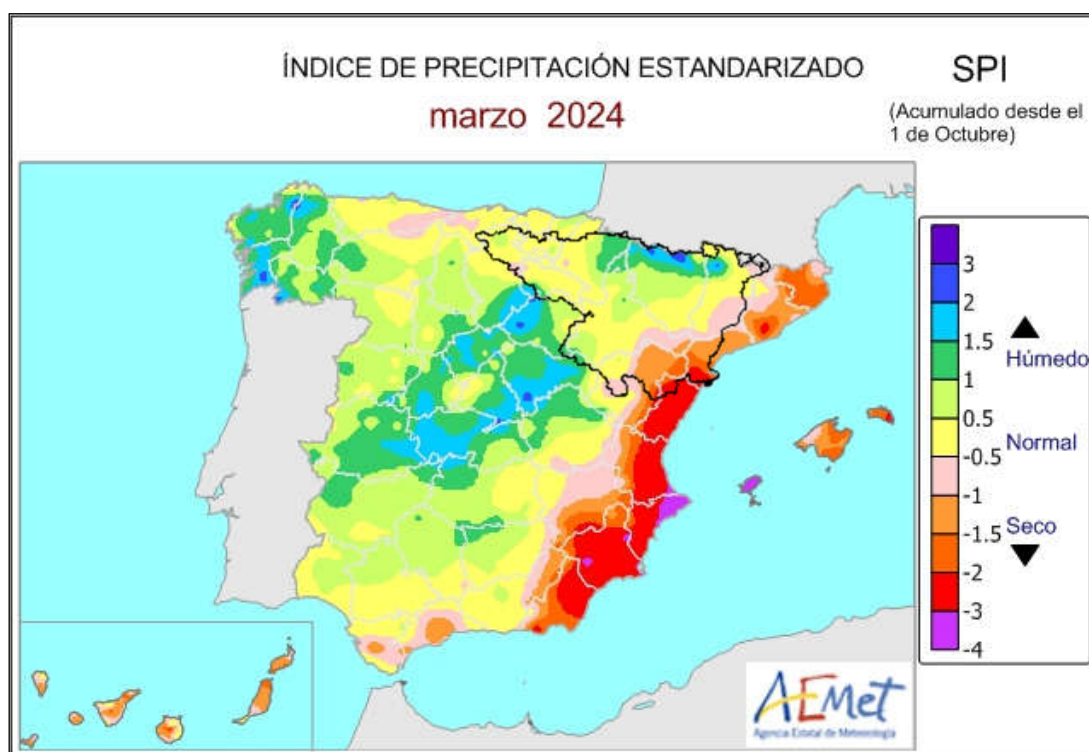 ÍNDICE DE PRECIPITACIÓN ESTANDARIZADO
SPI
marzo 2024
(Acumulado desde el
1 de Octubre)
3
2
1.5
Húmedo
1
0.5
Normal
-0.5
-1
-1.5
Seco
-2
-3
-4
AEMet
Agencia Estatal de Meteorología